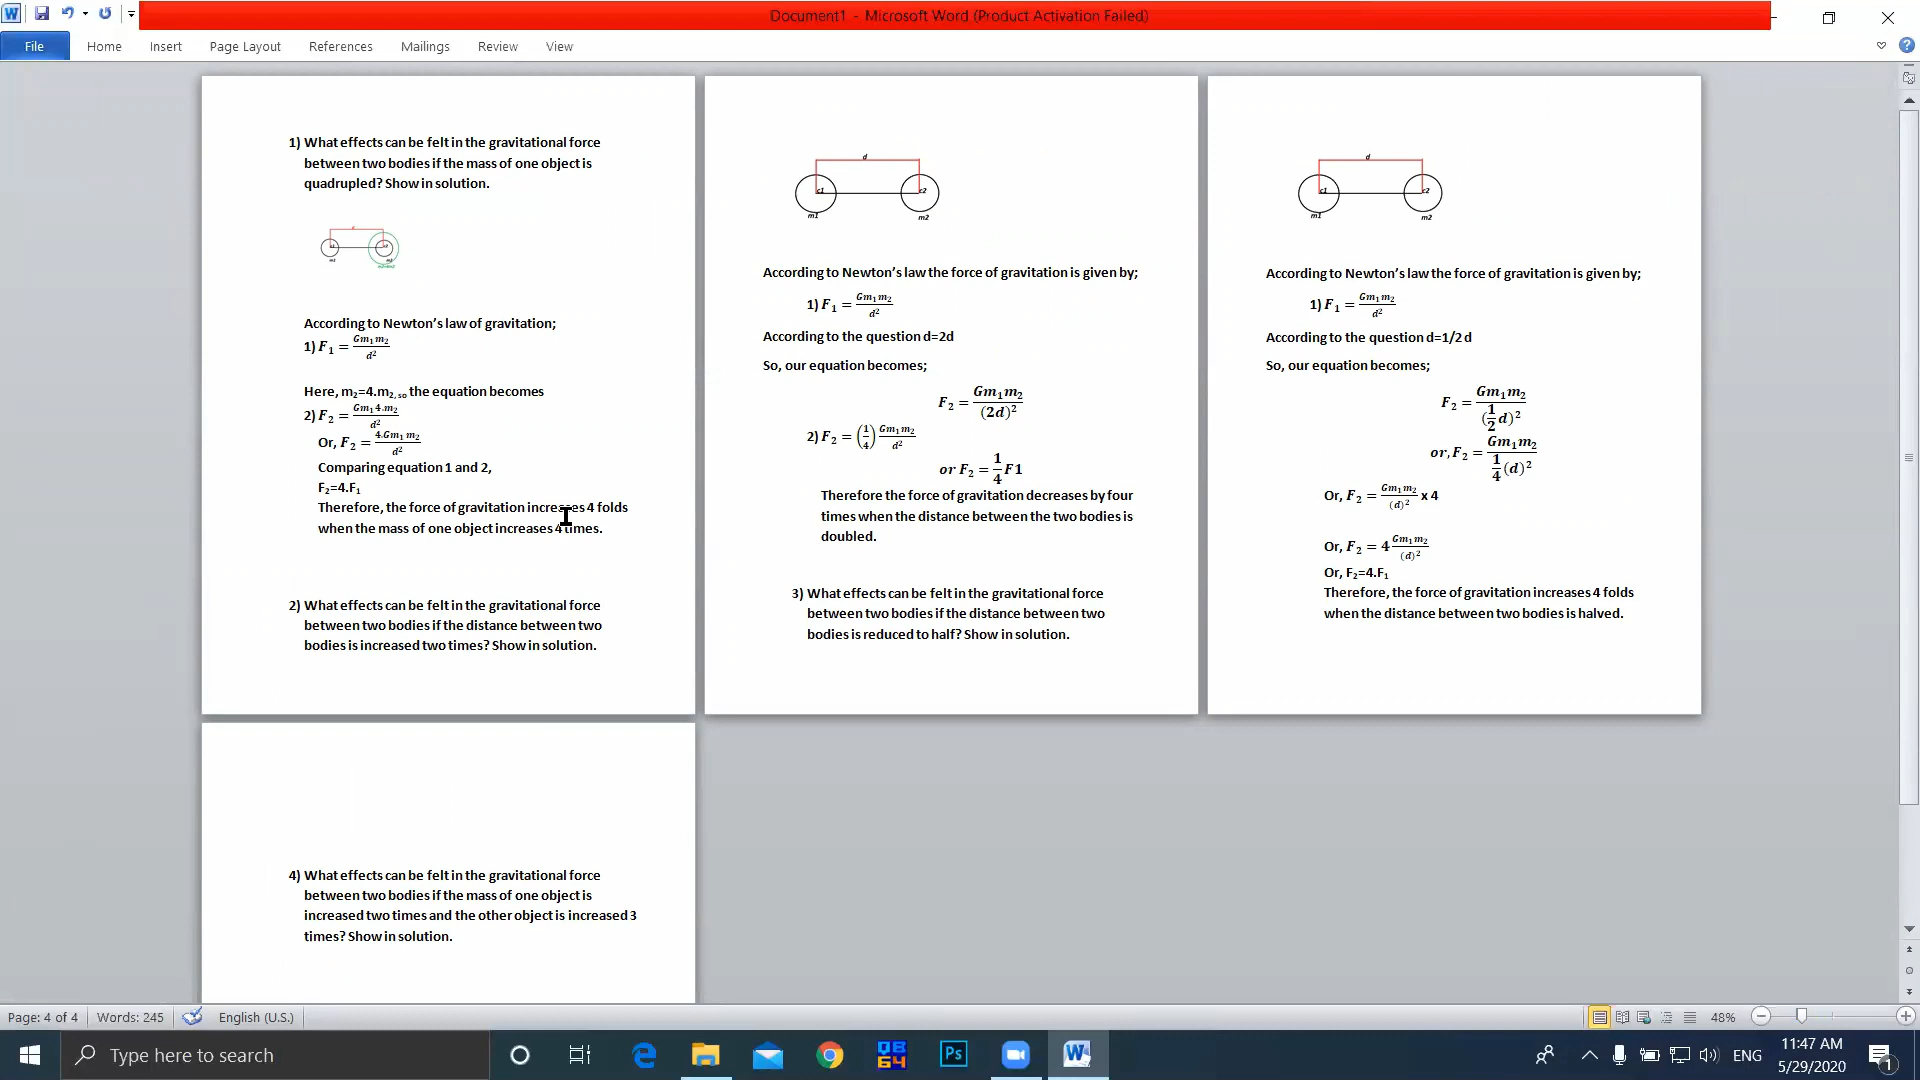 Document1 - Microsoft Word (Product Activation Failed)
File Home Insert Page Layout References Mailings Review View
1) What effects can be felt in the gravitational force
between two bodies if the mass of one object is
quadrupled? Show in solution.
According to Newton's law of gravitation;
1) F₁ = Gm₁m₂/d²
Here, m₂=4.m₂, so the equation becomes
2) F₂ = Gm₁4.m₂/d²
Or, F₂ = 4.Gm₁ m₂/d²
Comparing equation 1 and 2,
F₂=4.F₁
Therefore, the force of gravitation increases 4 folds
when the mass of one object increases 4 times.
2) What effects can be felt in the gravitational force
between two bodies if the distance between two
bodies is increased two times? Show in solution.
d
c1 c2
m1 m2
According to Newton's law the force of gravitation is given by;
1) F₁ = Gm₁m₂/d²
According to the question d=2d
So, our equation becomes;
F₂ = Gm₁m₂/(2d)²
2) F₂ = (1/4) Gm₁m₂/d²
or F₂ = 1/4 F1
Therefore the force of gravitation decreases by four
times when the distance between the two bodies is
doubled.
3) What effects can be felt in the gravitational force
between two bodies if the distance between two
bodies is reduced to half? Show in solution.
d
c1 c2
m1 m2
According to Newton's law the force of gravitation is given by;
1) F₁ = Gm₁m₂/d²
According to the question d=1/2 d
So, our equation becomes;
F₂ = Gm₁m₂/(1/2 d)²
or, F₂ = Gm₁m₂/1/4 (d)²
Or, F₂ = Gm₁m₂/(d)² x 4
Or, F₂ = 4 Gm₁m₂/(d)²
Or, F₂=4.F₁
Therefore, the force of gravitation increases 4 folds
when the distance between two bodies is halved.
4) What effects can be felt in the gravitational force
between two bodies if the mass of one object is
increased two times and the other object is increased 3
times? Show in solution.
Page: 4 of 4 Words: 245 English (U.S.) 48%
Type here to search
QB
64
Ps
ENG
11:47 AM
5/29/2020
1